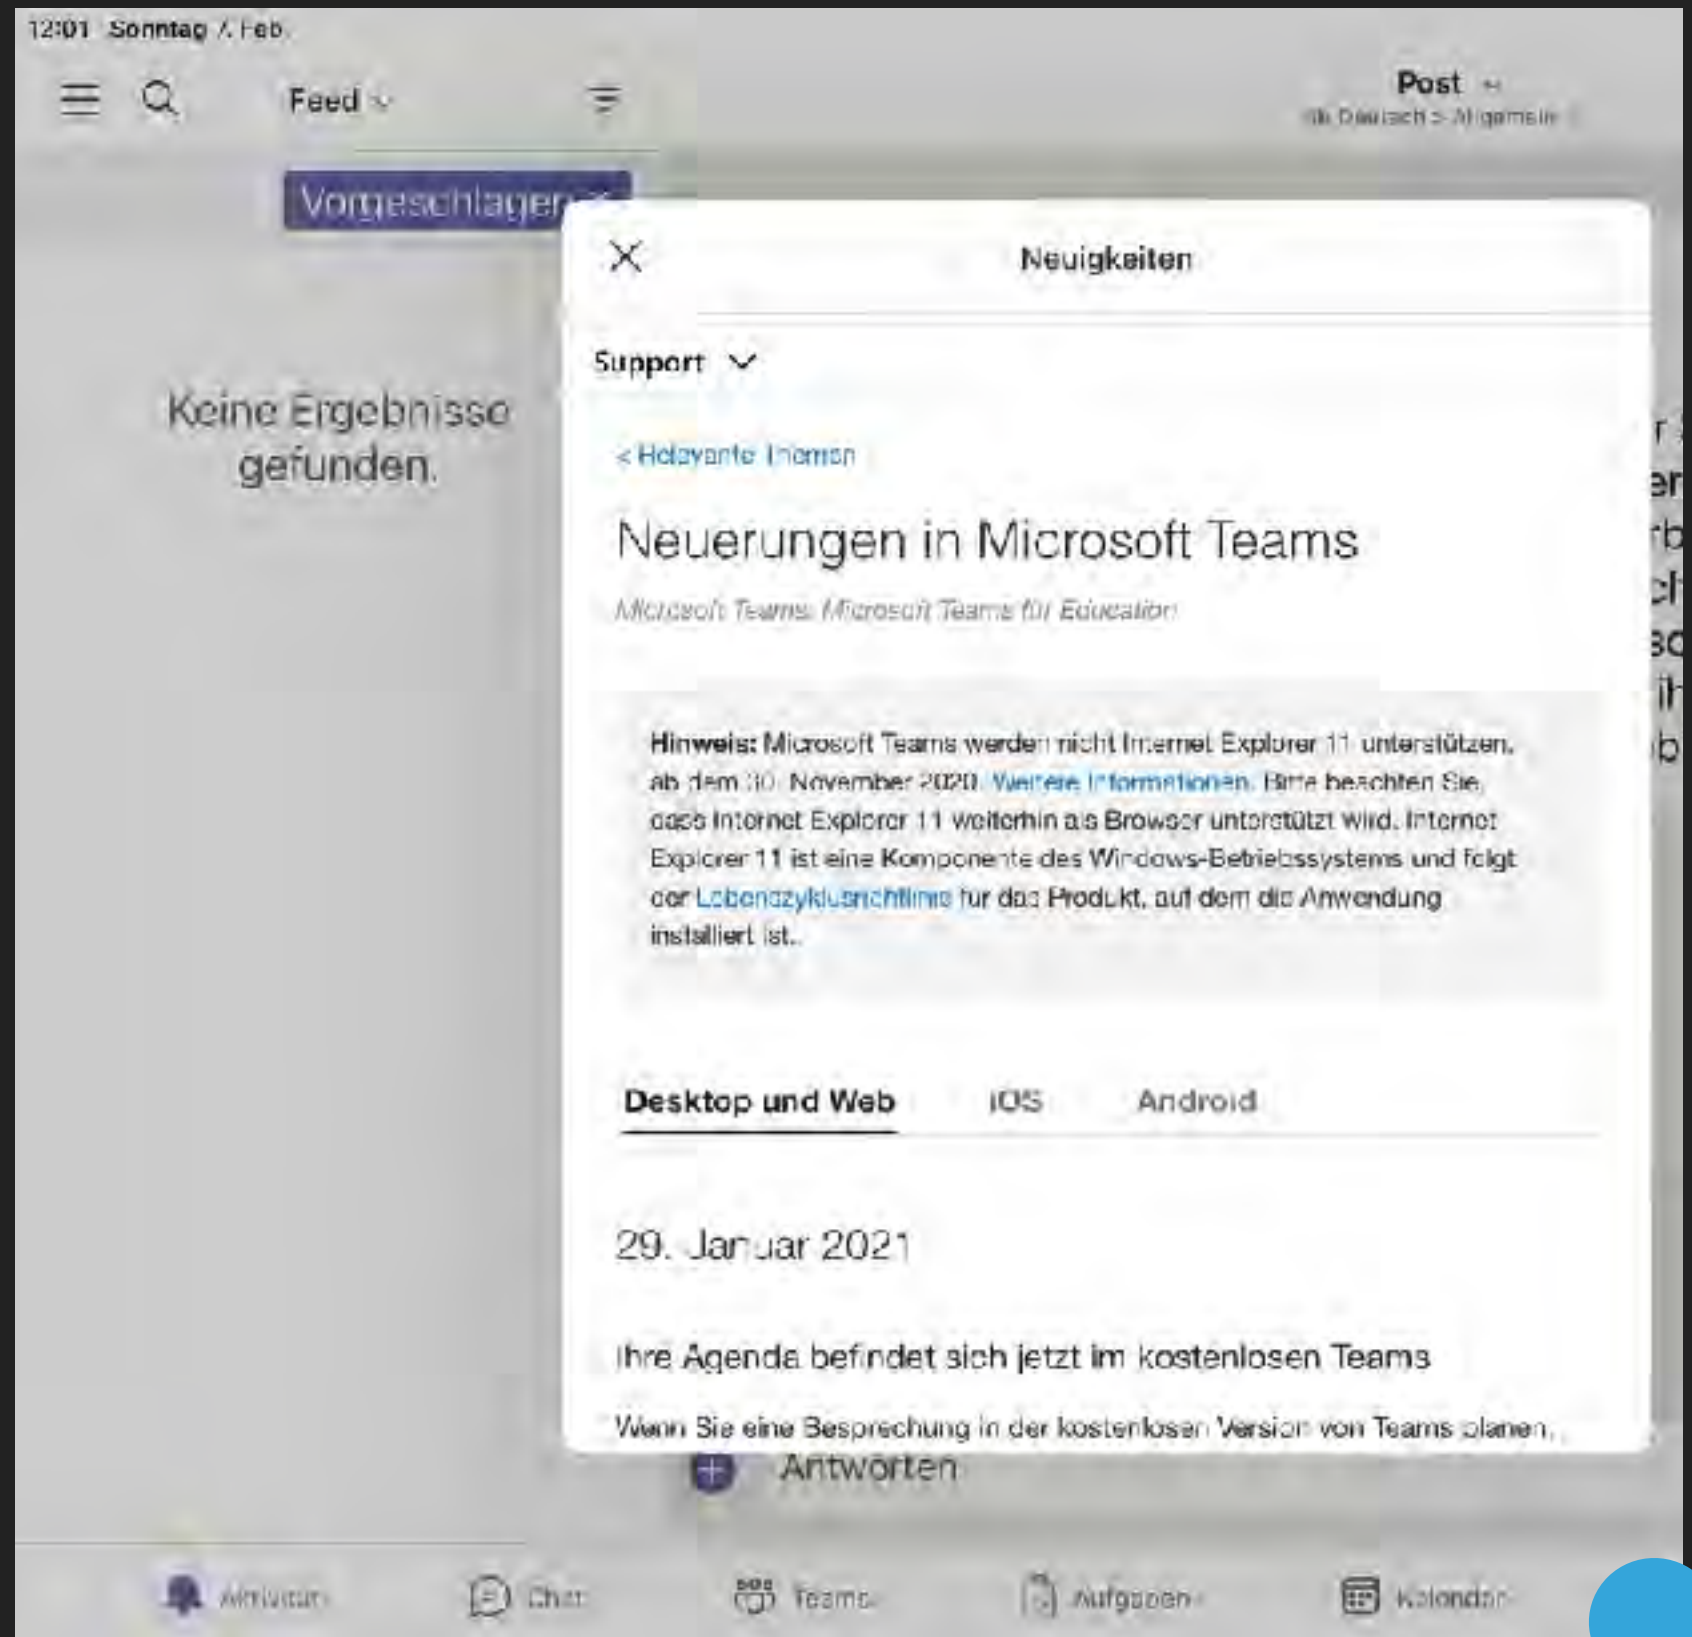 12:01 Sonntag 7. Feb.
Feed
Post
Deutsch > Allgemein
Vorgeschlagen
Neuigkeiten
Support
Keine Ergebnisse
gefunden.
< Relevante Themen
Neuerungen in Microsoft Teams
Microsoft Teams, Microsoft Teams für Education
Hinweis: Microsoft Teams werden nicht Internet Explorer 11 unterstützen,
ab dem 30. November 2020. Weitere Informationen. Bitte beachten Sie,
dass Internet Explorer 11 weiterhin als Browser unterstützt wird. Internet
Explorer 11 ist eine Komponente des Windows-Betriebssystems und folgt
der Lebenszyklusrichtlinie für das Produkt, auf dem die Anwendung
installiert ist.
Desktop und Web iOS Android
29. Januar 2021
Ihre Agenda befindet sich jetzt im kostenlosen Teams
Wenn Sie eine Besprechung in der kostenlosen Version von Teams planen,
Antworten
Aktivität Chat Teams Aufgaben Kalender